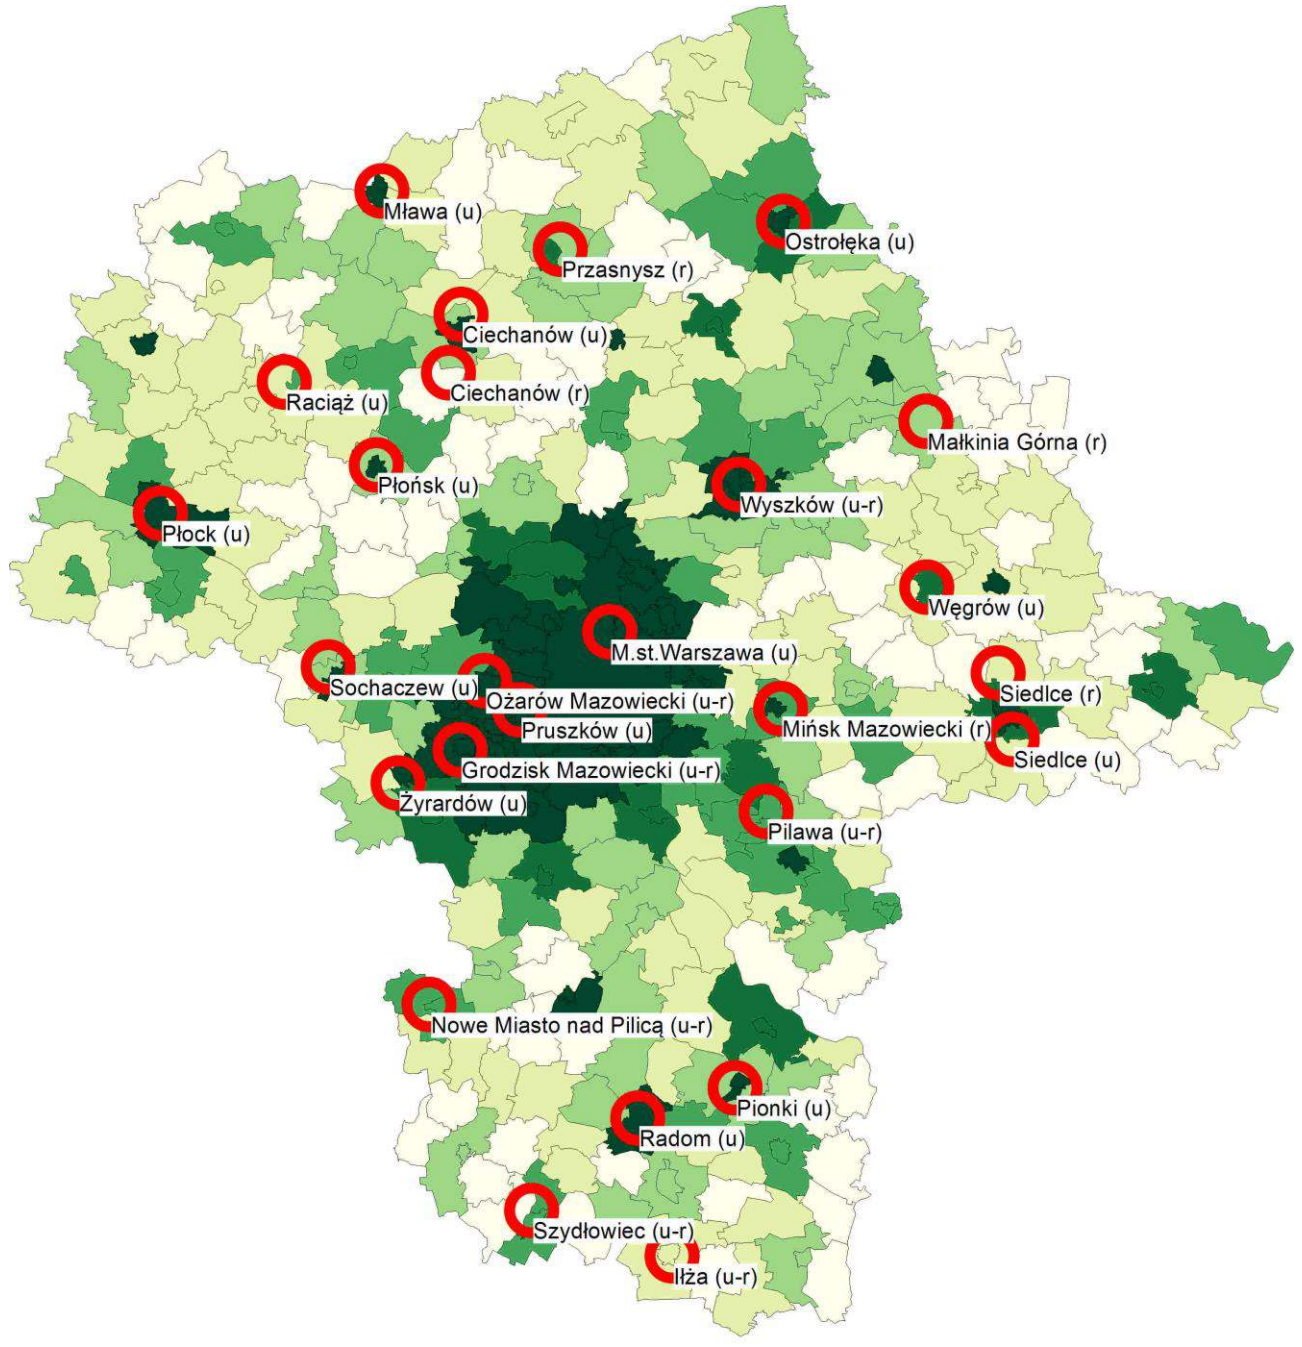 Mława (u)
Ostrołęka (u)
Przasnysz (r)
Ciechanów (u)
Ciechanów (r)
Raciąż (u)
Małkinia Górna (r)
Płońsk (u)
Wyszków (u-r)
Płock (u)
Węgrów (u)
M.st.Warszawa (u)
Sochaczew (u)
Siedlce (r)
Ożarów Mazowiecki (u-r)
Pruszków (u)
Mińsk Mazowiecki (r)
Siedlce (u)
Grodzisk Mazowiecki (u-r)
Żyrardów (u)
Pilawa (u-r)
Nowe Miasto nad Pilicą (u-r)
Pionki (u)
Radom (u)
Szydłowiec (u-r)
Iłża (u-r)